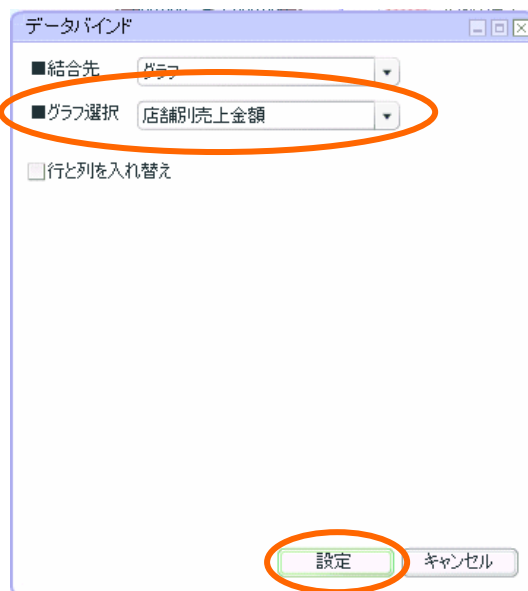 データバインド
■結合先 グラフ
■グラフ選択 店舗別売上金額
行と列を入れ替え
設定 キャンセル